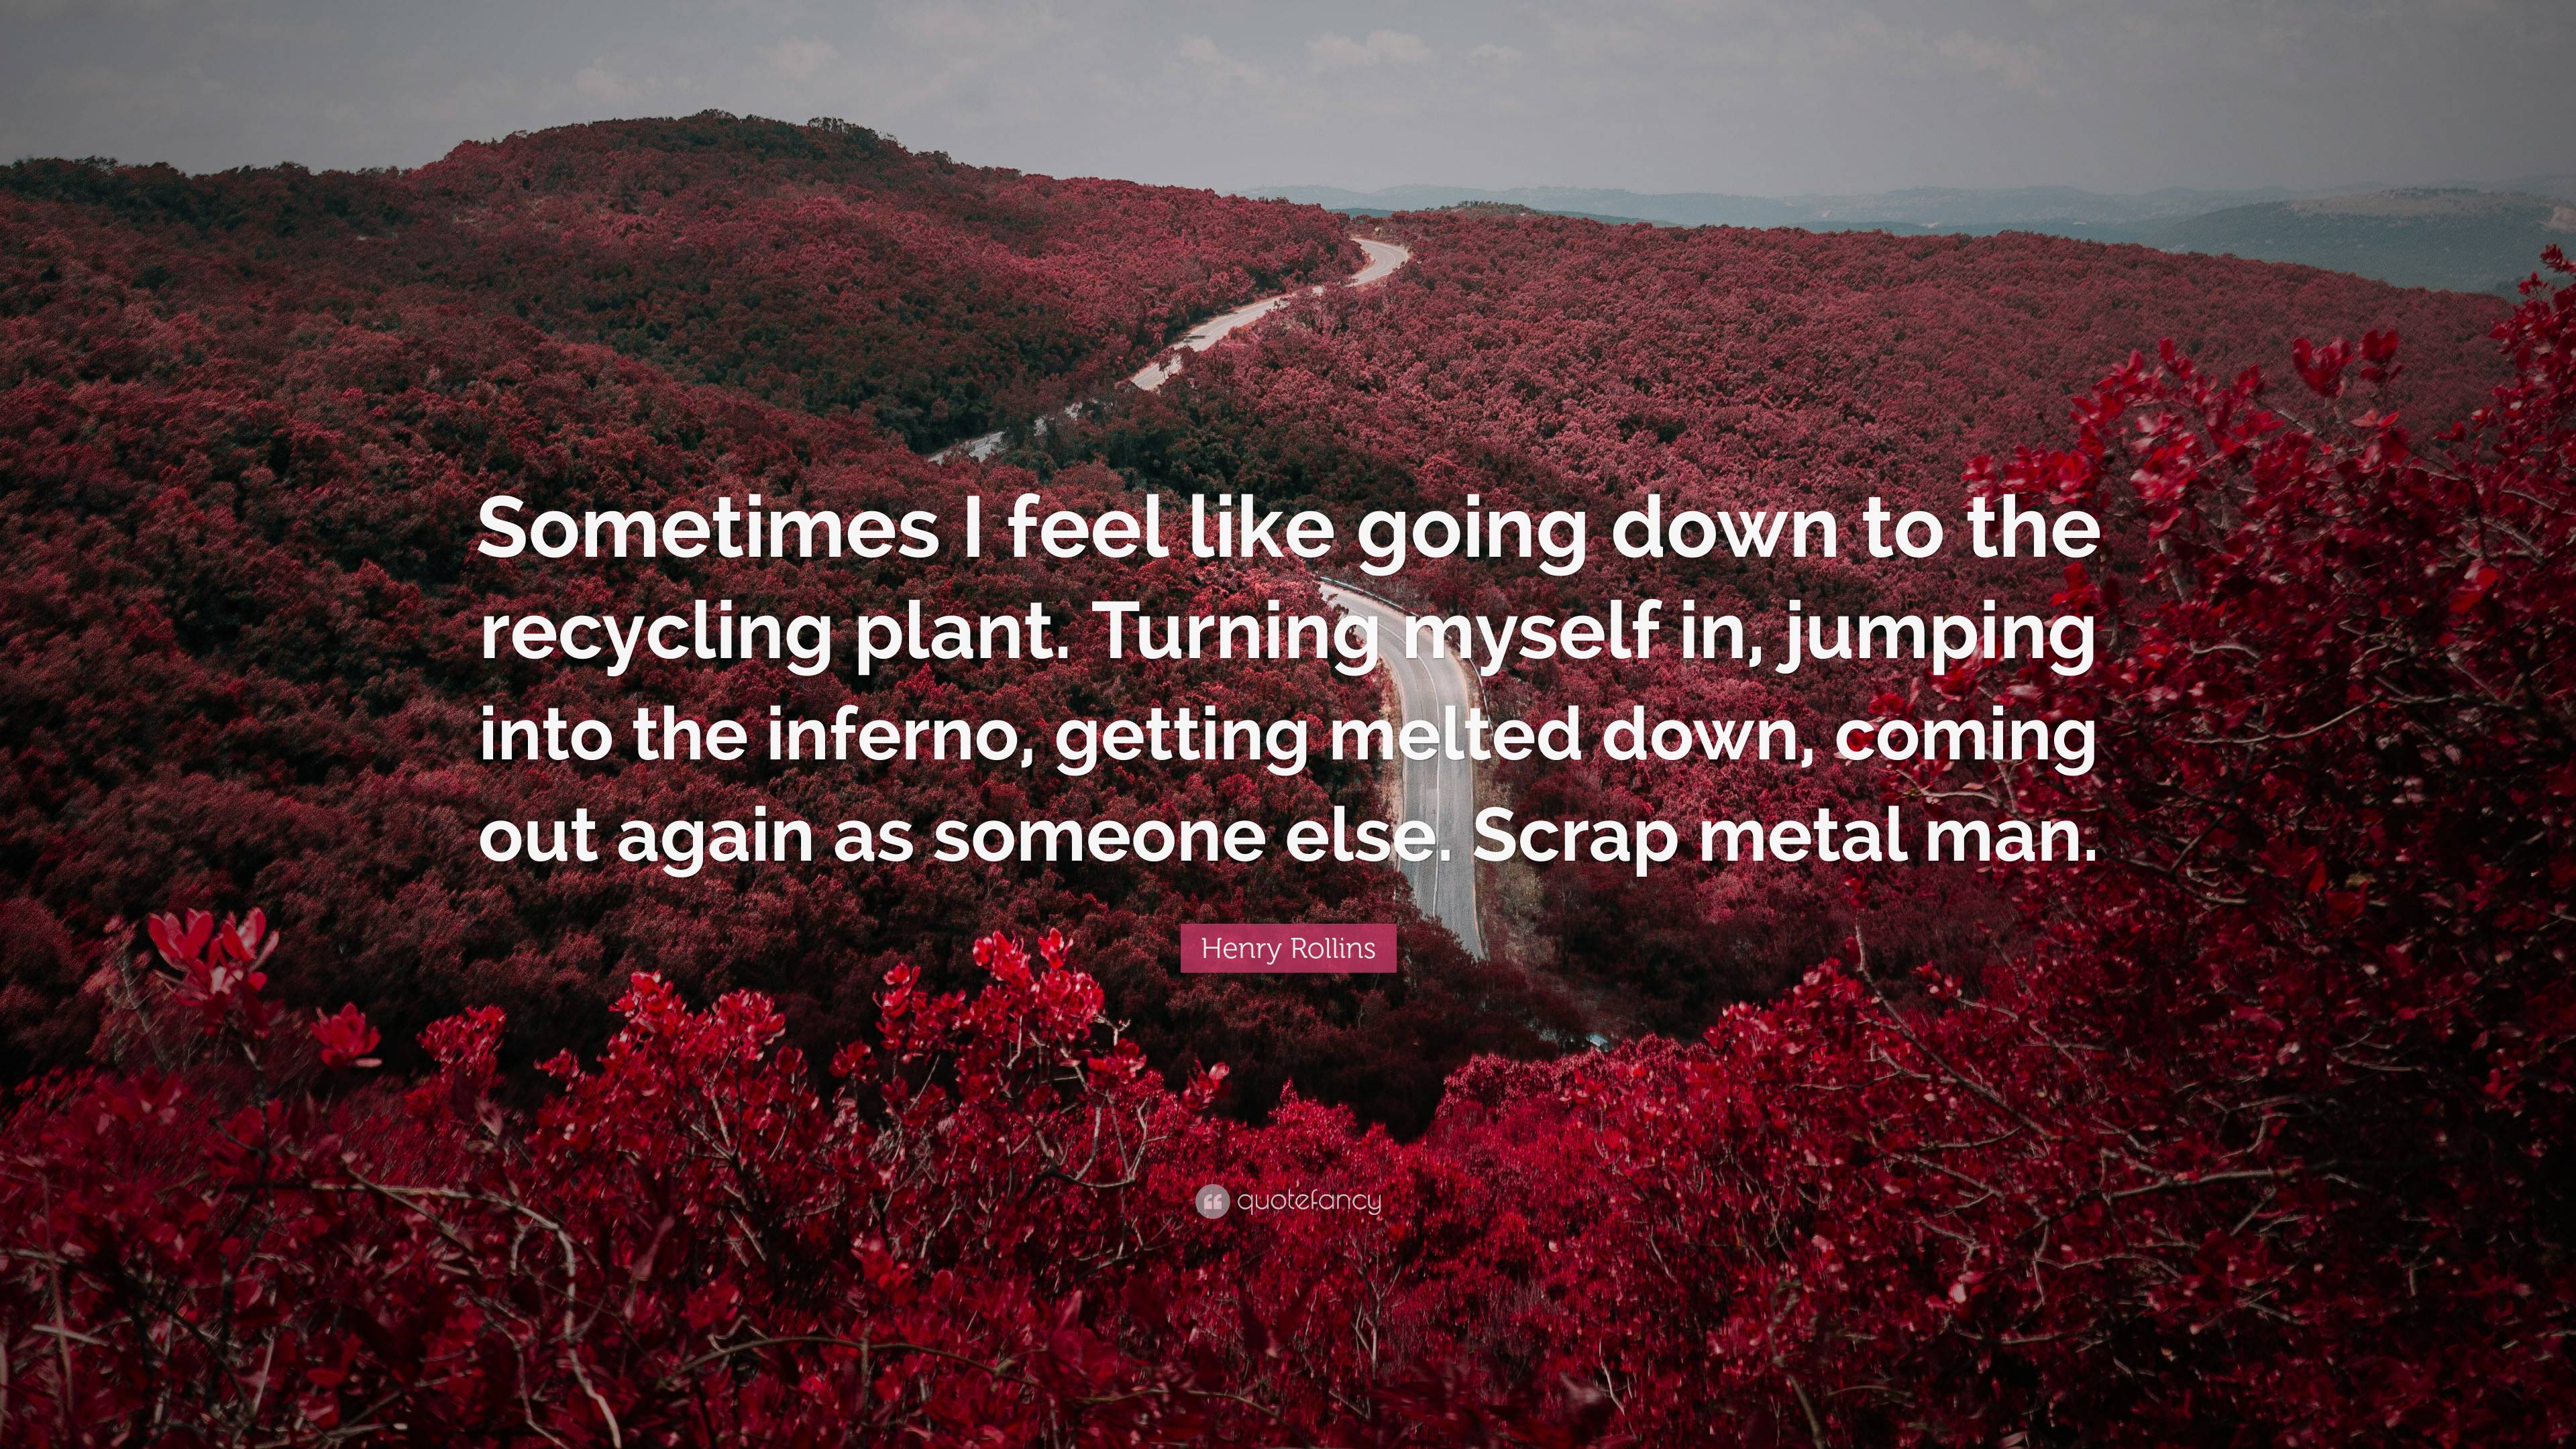 Sometimes I feel like going down to the
recycling plant. Turning myself in, jumping
into the inferno, getting melted down, coming
out again as someone else. Scrap metal man.
Henry Rollins
quotefancy